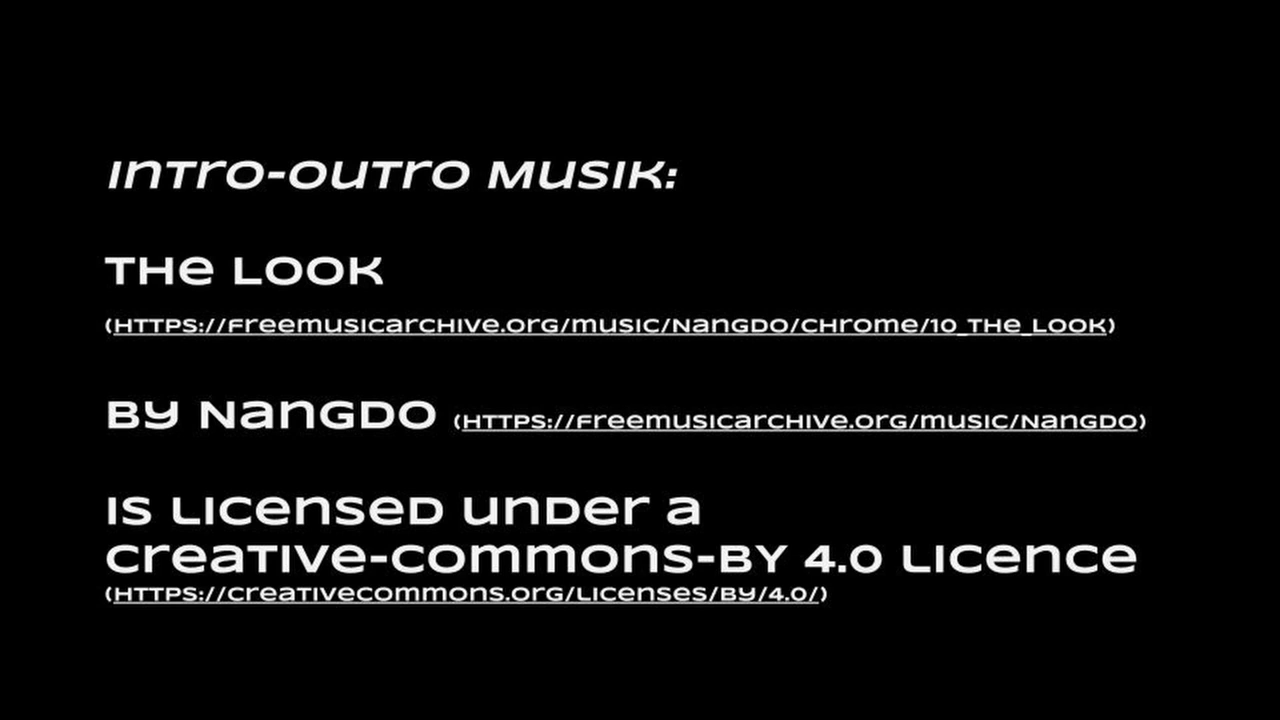 Intro-Outro Musik:
The Look
(https://freemusicarchive.org/music/Nangdo/Chrome/10_The_Look)
By Nangdo (https://freemusicarchive.org/music/Nangdo)
is licensed under a
Creative-Commons-BY 4.0 Licence
(https://creativecommons.org/licenses/by/4.0/)